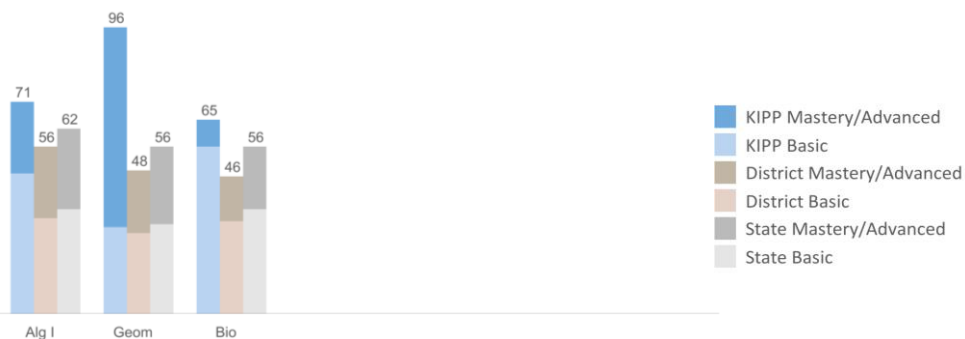 96
71
65
62
56
56
56
48
46
KIPP Mastery/Advanced
KIPP Basic
District Mastery/Advanced
District Basic
State Mastery/Advanced
State Basic
Alg I
Geom
Bio